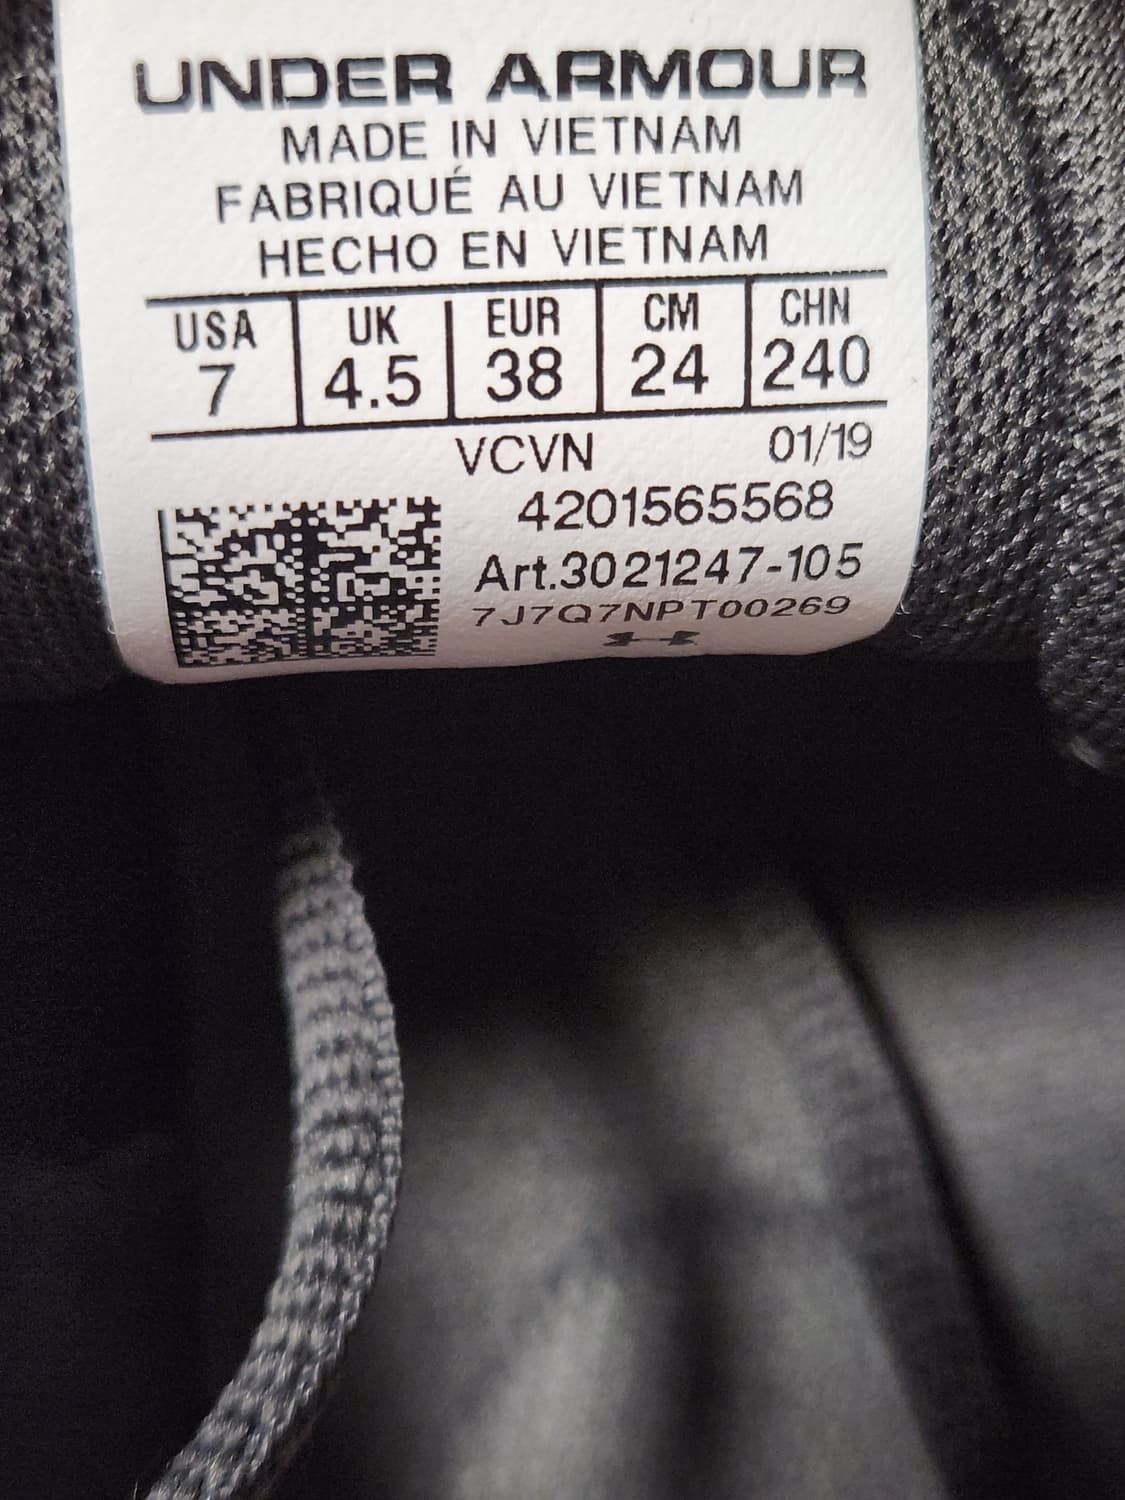 UNDER ARMOUR
MADE IN VIETNAM
FABRIQUÉ AU VIETNAM
HECHO EN VIETNAM
USA UK EUR CM CHN
7 4.5 38 24 240
VCVN 01/19
4201565568
Art.3021247-105
7J7Q7NPT00269